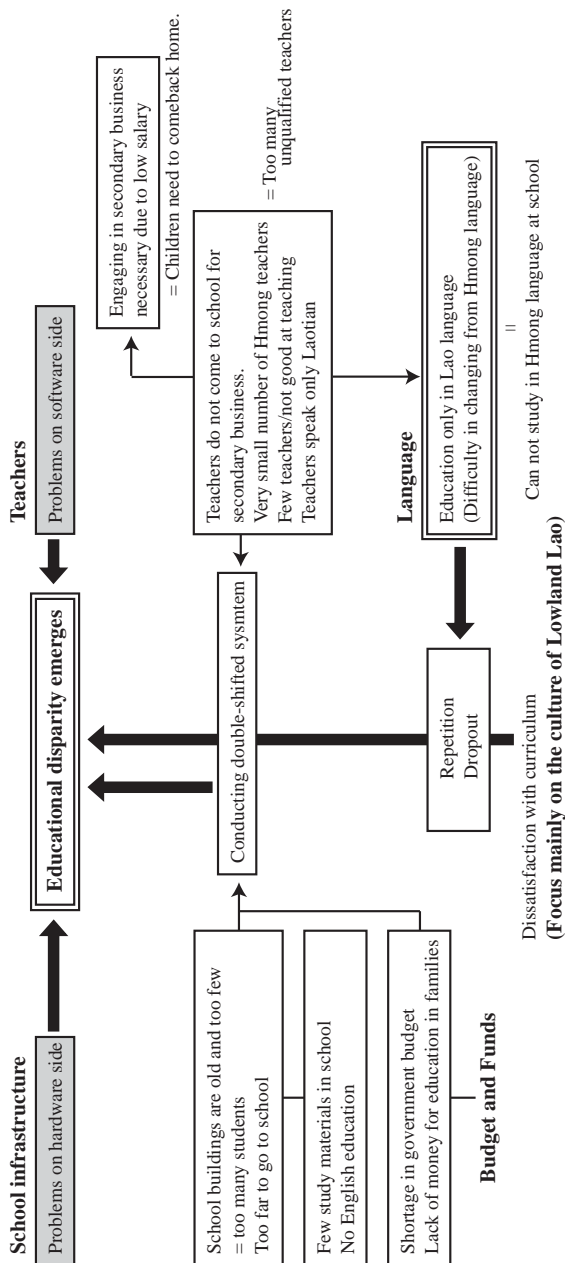 School infrastructure
Problems on hardware side
Educational disparity emerges
Teachers
Problems on software side
School buildings are old and too few
= too many students
Too far to go to school
Few study materials in school
No English education
Shortage in government budget
Lack of money for education in families
Budget and Funds
Conducting double-shifted sysmtem
Engaging in secondary business
necessary due to low salary
= Children need to comeback home.
Teachers do not come to school for
secondary business.
Very small number of Hmong teachers
Few teachers/not good at teaching
Teachers speak only Laotian
= Too many
unqualified teachers
Repetition
Dropout
Language
Education only in Lao language
(Difficulty in changing from Hmong language)
=
Can not study in Hmong language at school
Dissatisfaction with curriculum
(Focus mainly on the culture of Lowland Lao)